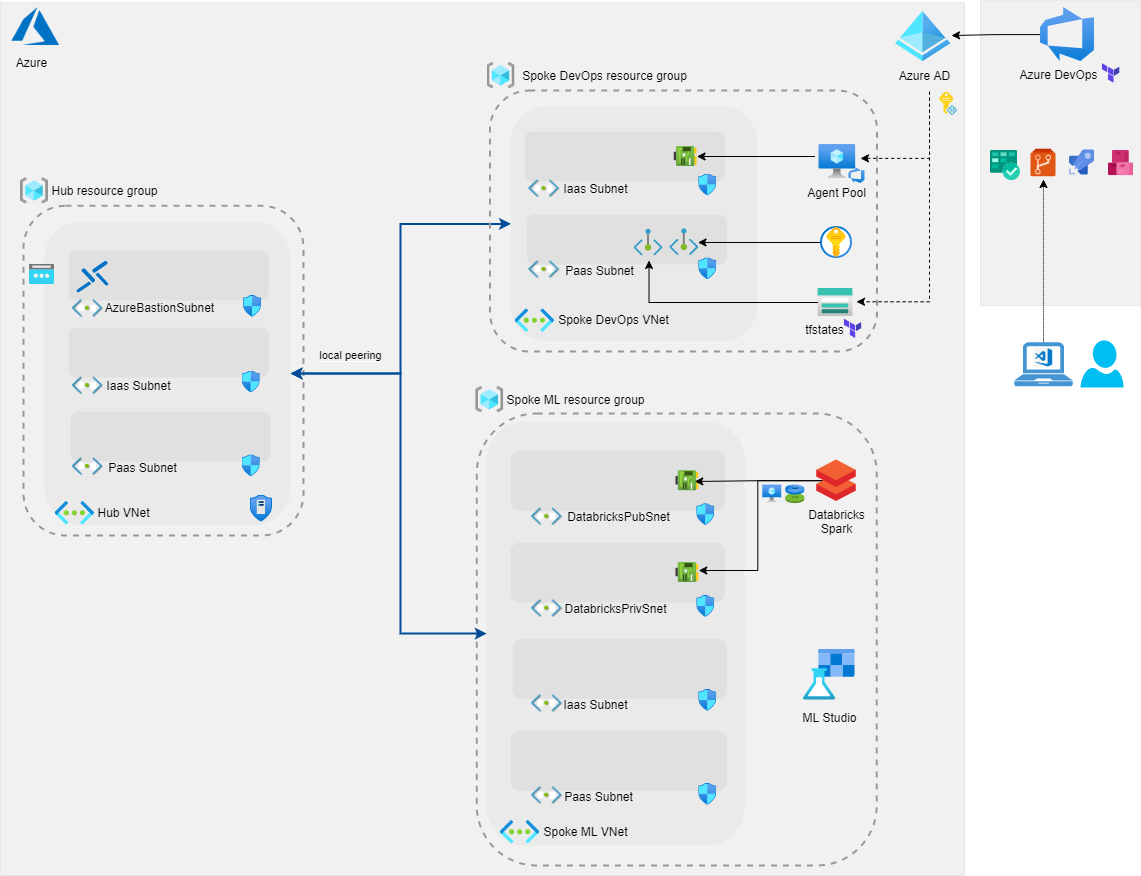 Azure
Spoke DevOps resource group
Azure AD
Azure DevOps
Iaas Subnet
Agent Pool
Hub resource group
Paas Subnet
AzureBastionSubnet
Spoke DevOps VNet
tfstates
local peering
Iaas Subnet
Spoke ML resource group
Paas Subnet
Hub VNet
DatabricksPubSnet
Databricks
Spark
DatabricksPrivSnet
Iaas Subnet
ML Studio
Paas Subnet
Spoke ML VNet